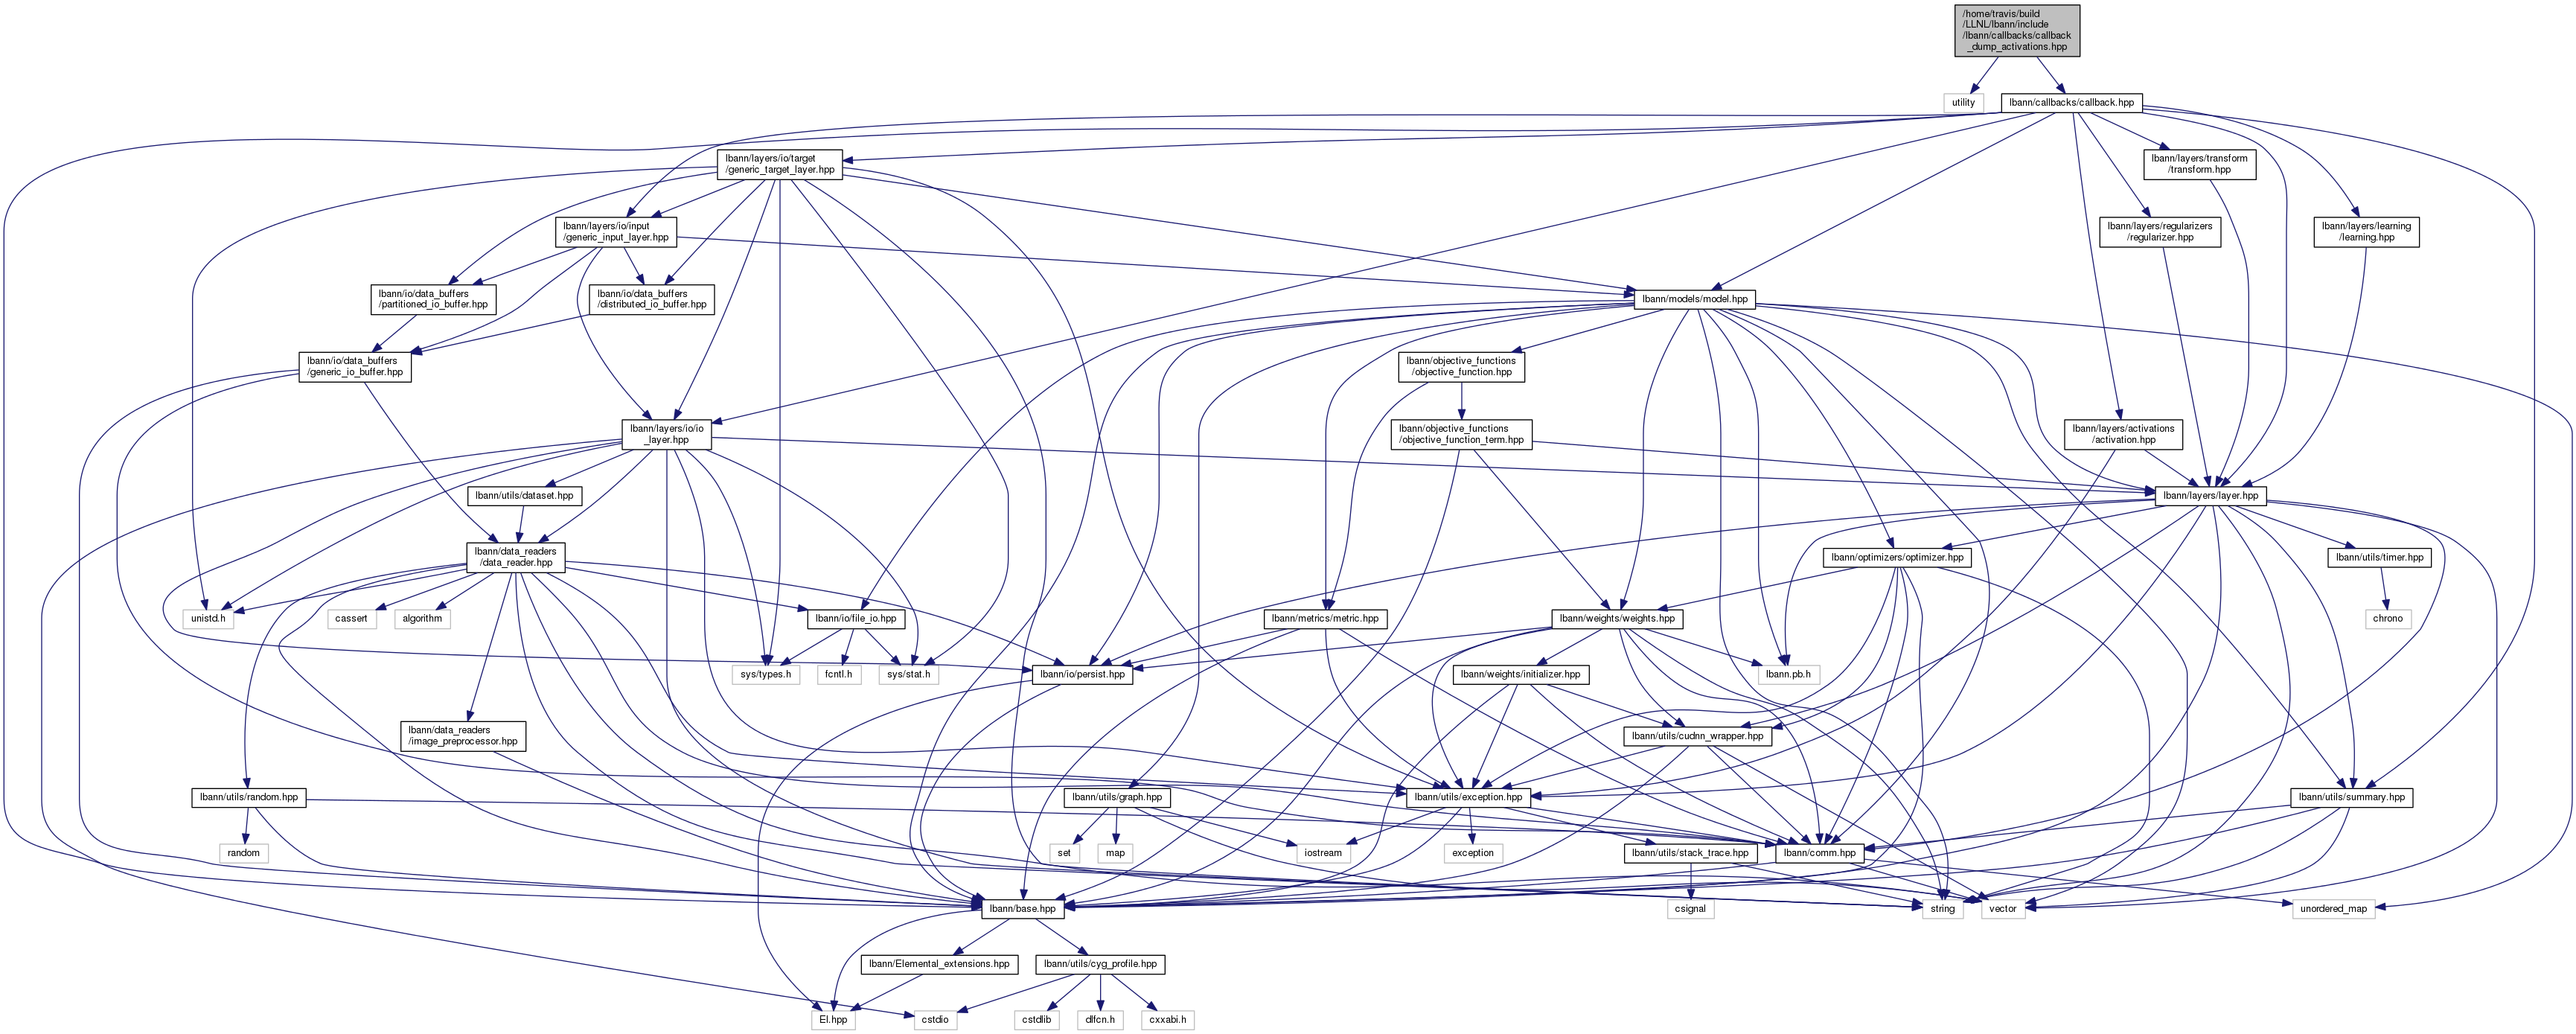 /home/travis/build
/LLNL/lbann/include
/lbann/callbacks/callback
_dump_activations.hpp
utility
lbann/callbacks/callback.hpp
lbann/layers/io/target
/generic_target_layer.hpp
lbann/layers/transform
/transform.hpp
lbann/layers/io/input
/generic_input_layer.hpp
lbann/layers/regularizers
/regularizer.hpp
lbann/layers/learning
/learning.hpp
lbann/io/data_buffers
/partitioned_io_buffer.hpp
lbann/io/data_buffers
/distributed_io_buffer.hpp
lbann/models/model.hpp
lbann/io/data_buffers
/generic_io_buffer.hpp
lbann/objective_functions
/objective_function.hpp
lbann/layers/io/io
_layer.hpp
lbann/objective_functions
/objective_function_term.hpp
lbann/layers/activations
/activation.hpp
lbann/utils/dataset.hpp
lbann/layers/layer.hpp
lbann/data_readers
/data_reader.hpp
lbann/optimizers/optimizer.hpp
lbann/utils/timer.hpp
unistd.h
cassert
algorithm
lbann/io/file_io.hpp
lbann/metrics/metric.hpp
lbann/weights/weights.hpp
chrono
sys/types.h
fcntl.h
sys/stat.h
lbann/io/persist.hpp
lbann/weights/initializer.hpp
lbann.pb.h
lbann/data_readers
/image_preprocessor.hpp
lbann/utils/cudnn_wrapper.hpp
lbann/utils/random.hpp
lbann/utils/graph.hpp
lbann/utils/exception.hpp
lbann/utils/summary.hpp
random
set
map
iostream
exception
lbann/utils/stack_trace.hpp
lbann/comm.hpp
lbann/base.hpp
csignal
string
vector
unordered_map
lbann/Elemental_extensions.hpp
lbann/utils/cyg_profile.hpp
El.hpp
cstdio
cstdlib
dlfcn.h
cxxabi.h